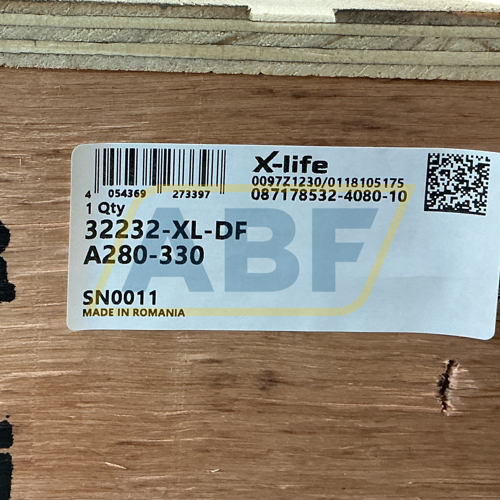 X-life
0097Z1230/0118105175
087178532-4080-10
4 054369 273397
1 Qty
32232-XL-DF
A280-330
ABF
SN0011
MADE IN ROMANIA